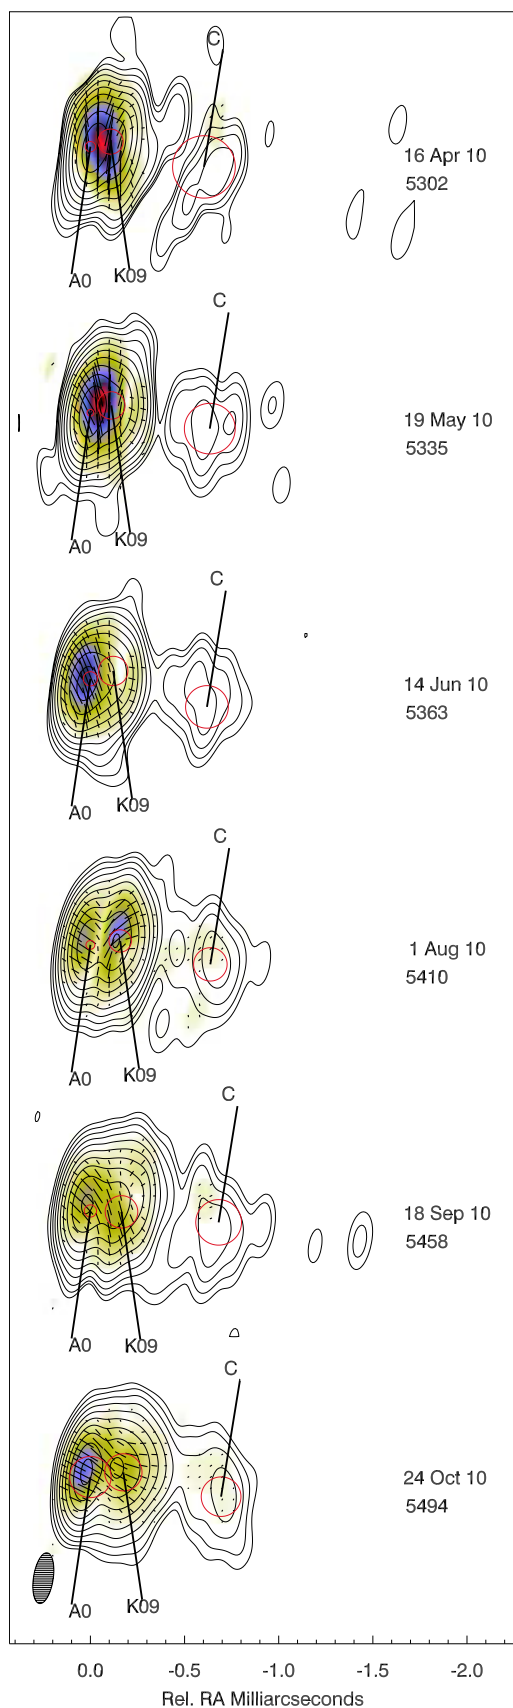 C
16 Apr 10
5302
A0 K09
C
19 May 10
5335
A0 K09
C
14 Jun 10
5363
A0 K09
C
1 Aug 10
5410
A0 K09
C
18 Sep 10
5458
A0 K09
C
24 Oct 10
5494
A0 K09
0.0 -0.5 -1.0 -1.5 -2.0
Rel. RA Milliarcseconds